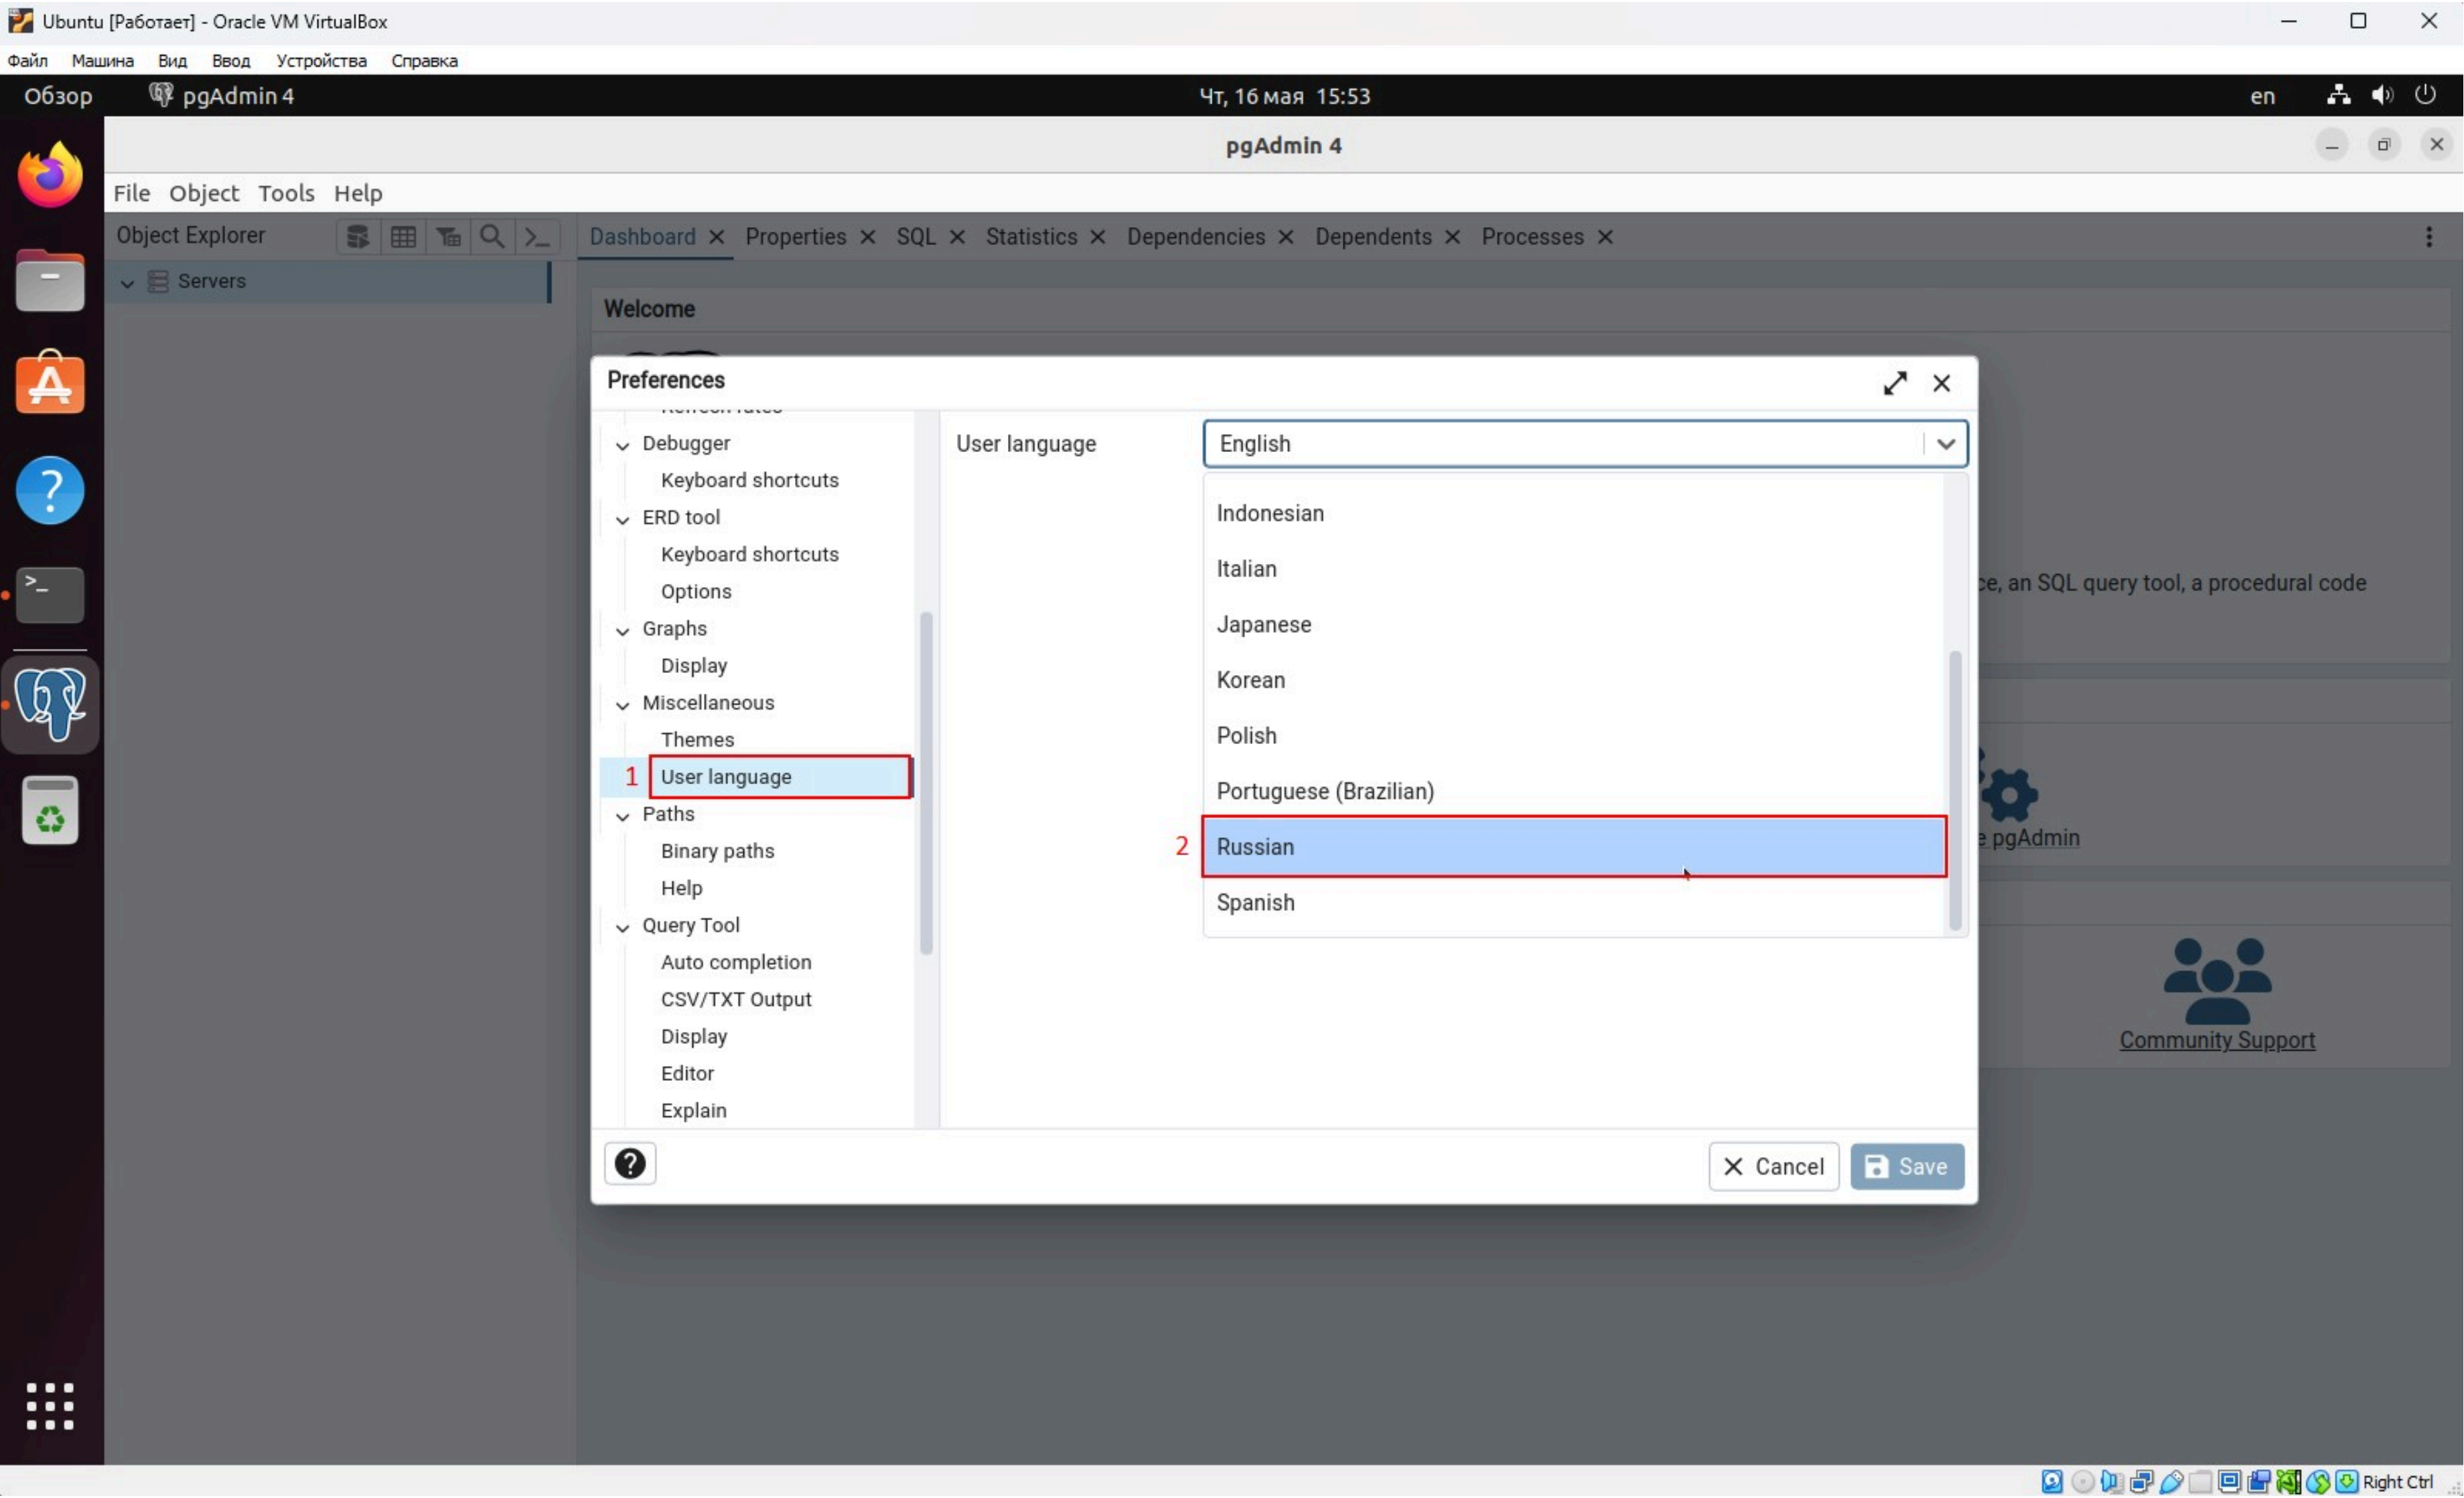 Ubuntu [Работает] - Oracle VM VirtualBox
Файл Машина Вид Ввод Устройства Справка
Обзор pgAdmin 4 Чт, 16 мая 15:53 en
pgAdmin 4
File Object Tools Help
Object Explorer
Dashboard Properties SQL Statistics Dependencies Dependents Processes
Servers
Welcome
Preferences
Refresh rates
Debugger
Keyboard shortcuts
ERD tool
Keyboard shortcuts
Options
Graphs
Display
Miscellaneous
Themes
1 User language
Paths
Binary paths
Help
Query Tool
Auto completion
CSV/TXT Output
Display
Editor
Explain
User language English
Indonesian
Italian
Japanese
Korean
Polish
Portuguese (Brazilian)
2 Russian
Spanish
Cancel Save
, an SQL query tool, a procedural code
pgAdmin
Community Support
Right Ctrl